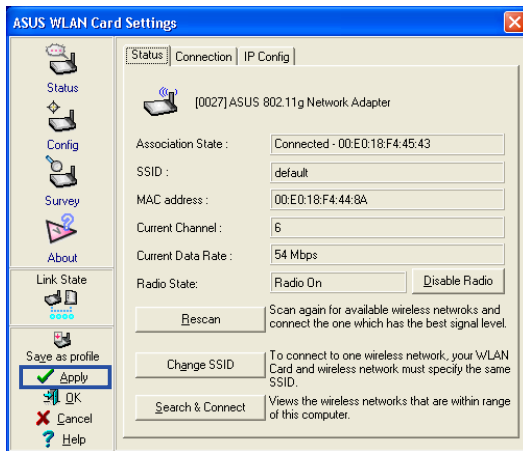 ASUS WLAN Card Settings
Status
Config
Survey
About
Link State
Save as profile
Apply
OK
Cancel
Help
Status Connection IP Config
[0027] ASUS 802.11g Network Adapter
Association State : Connected - 00:E0:18:F4:45:43
SSID : default
MAC address : 00:E0:18:F4:44:8A
Current Channel : 6
Current Data Rate : 54 Mbps
Radio State: Radio On Disable Radio
Rescan
Scan again for available wireless networks and
connect the one which has the best signal level.
Change SSID
To connect to one wireless network, your WLAN
Card and wireless network must specify the same
SSID.
Search & Connect
Views the wireless networks that are within range
of this computer.